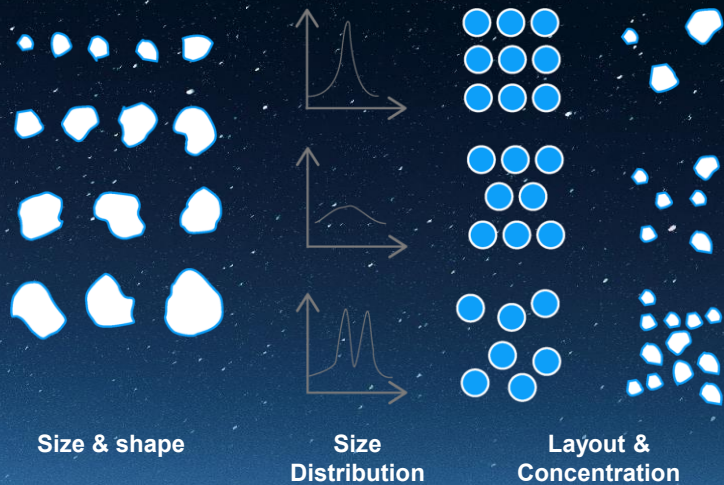 Size & shape
Size
Distribution
Layout &
Concentration